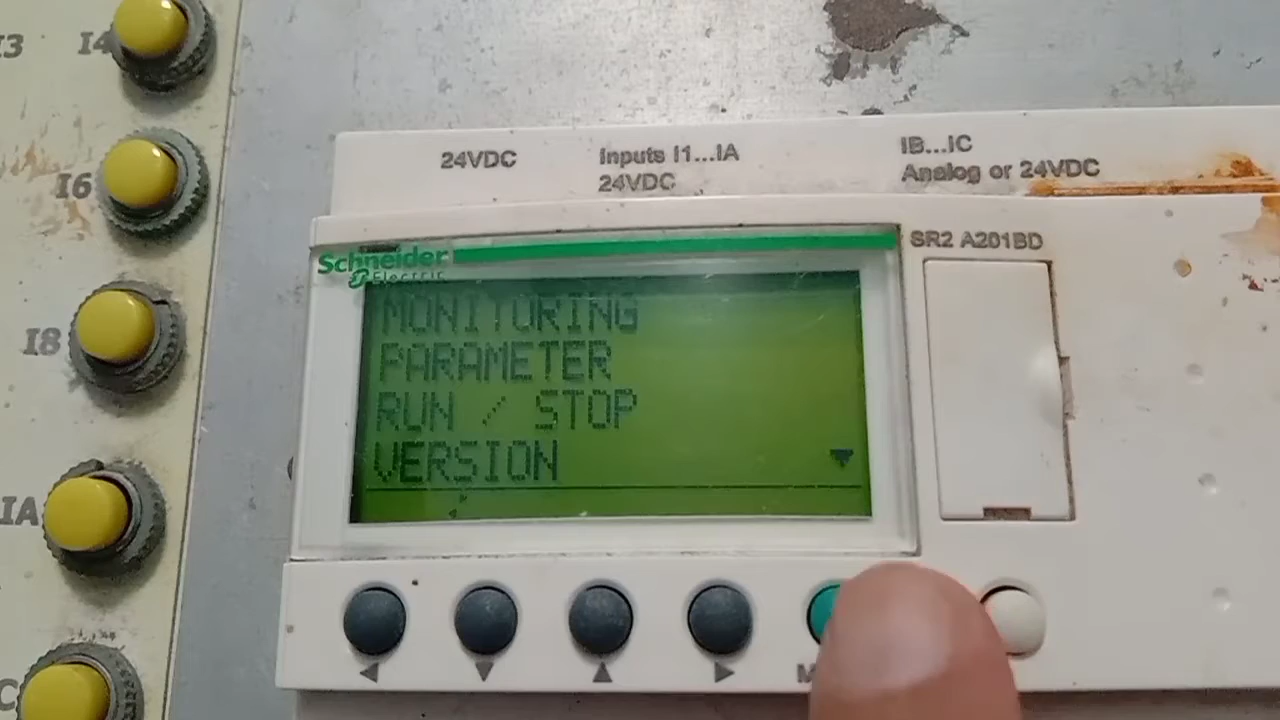 I3
I4
I6
I8
IA
C
24VDC
Inputs I1...IA
24VDC
IB...IC
Analog or 24VDC
Schneider
Electric
SR2 A201BD
MONITORING
PARAMETER
RUN / STOP
VERSION
M